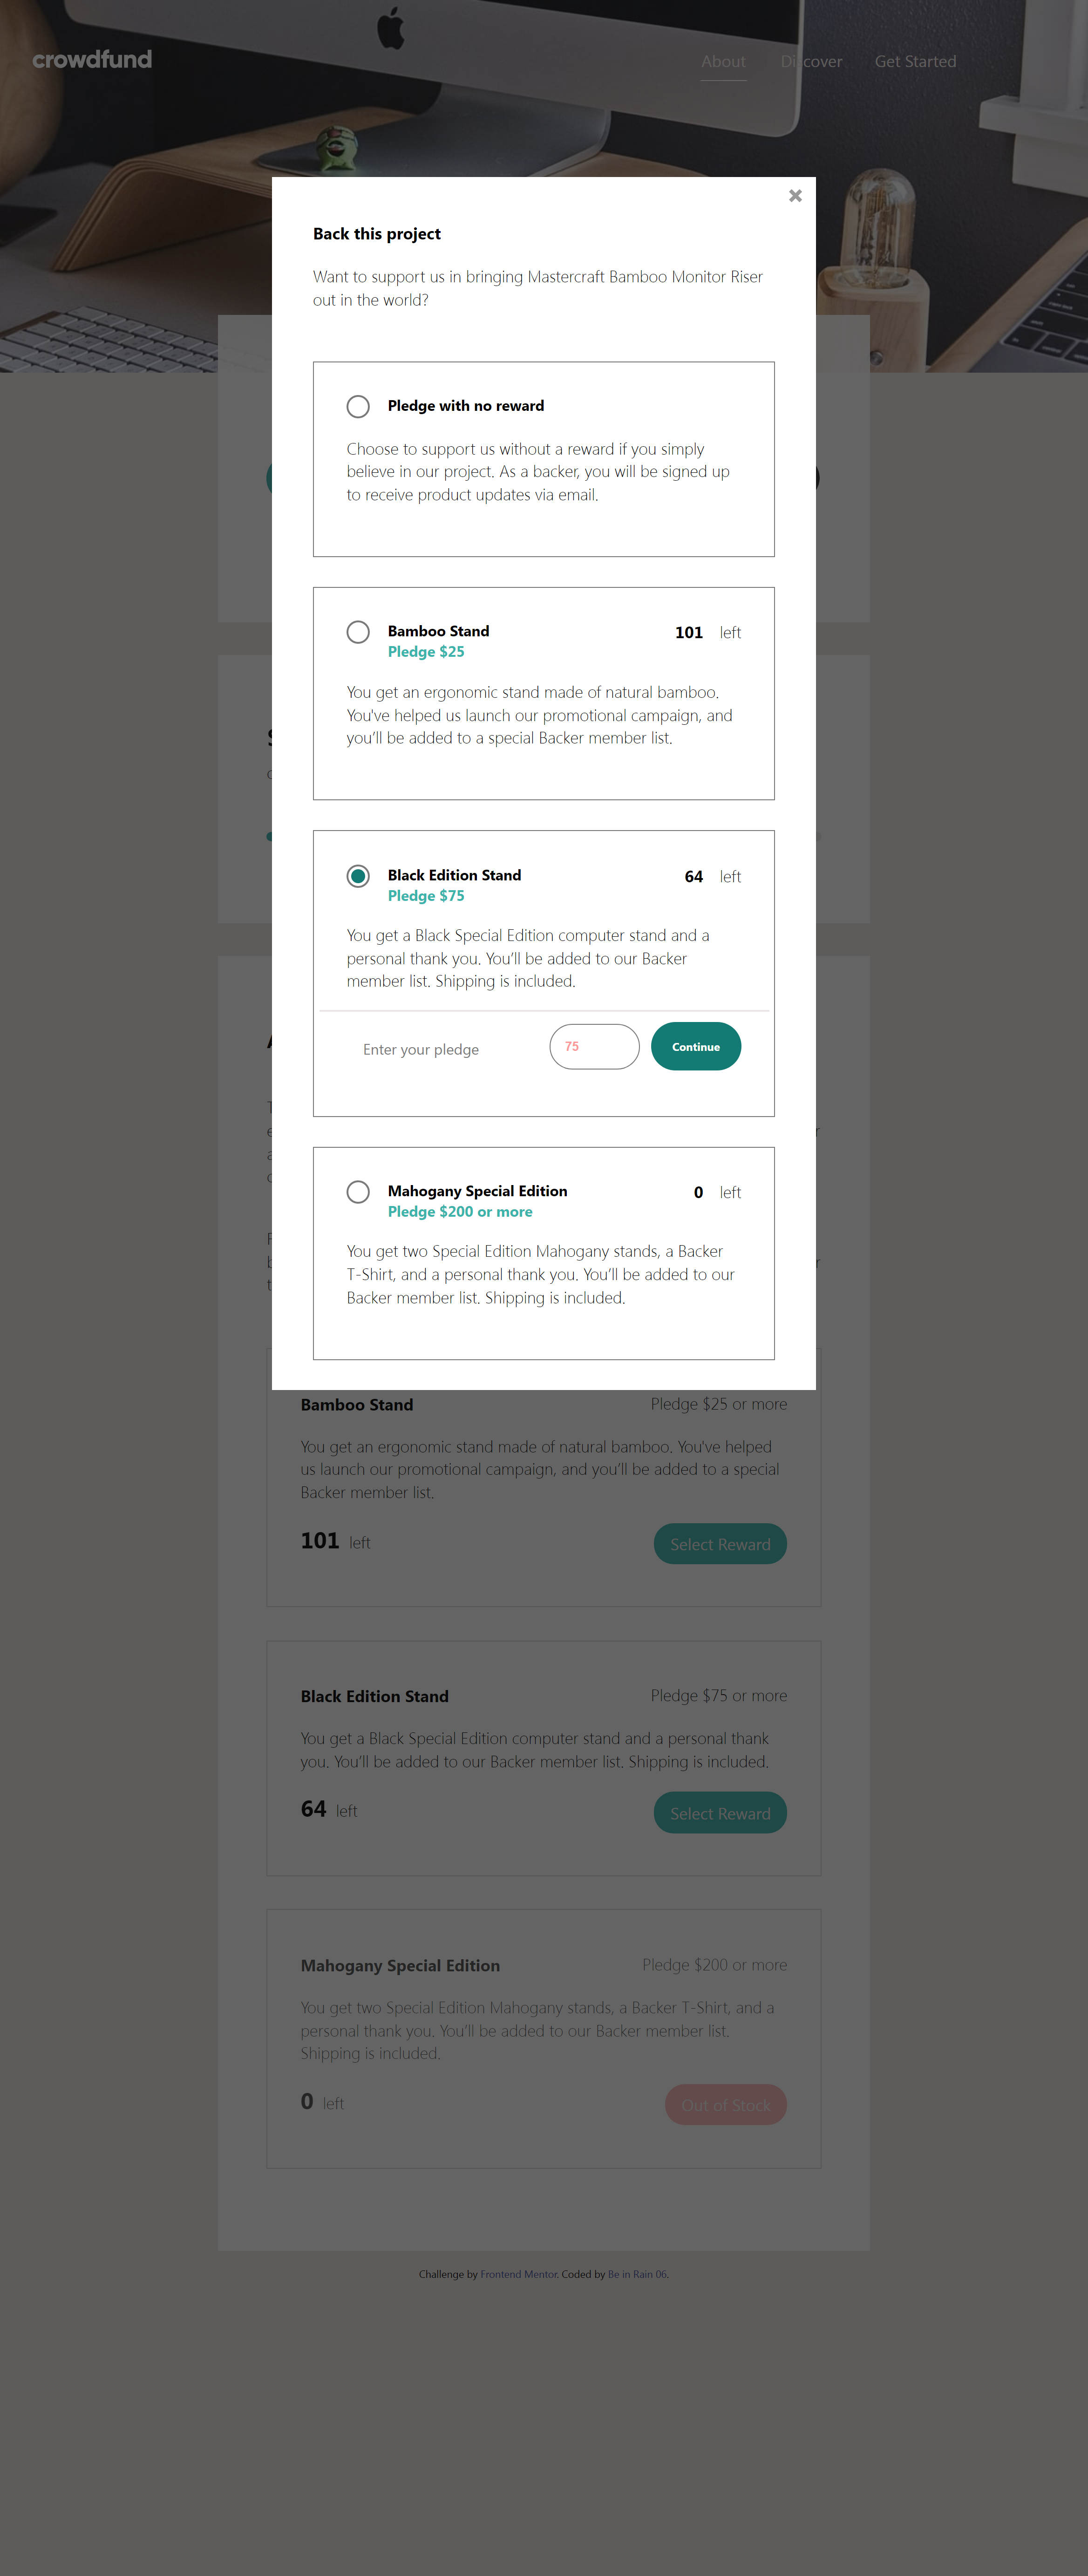 crowdfund
About
Discover
Get Started
Back this project
Want to support us in bringing Mastercraft Bamboo Monitor Riser
out in the world?
Pledge with no reward
Choose to support us without a reward if you simply
believe in our project. As a backer, you will be signed up
to receive product updates via email.
Bamboo Stand
101 left
Pledge $25
You get an ergonomic stand made of natural bamboo.
You've helped us launch our promotional campaign, and
you’ll be added to a special Backer member list.
Black Edition Stand
64 left
Pledge $75
You get a Black Special Edition computer stand and a
personal thank you. You’ll be added to our Backer
member list. Shipping is included.
Enter your pledge
75
Continue
Mahogany Special Edition
0 left
Pledge $200 or more
You get two Special Edition Mahogany stands, a Backer
T-Shirt, and a personal thank you. You’ll be added to our
Backer member list. Shipping is included.
Bamboo Stand
Pledge $25 or more
You get an ergonomic stand made of natural bamboo. You've helped
us launch our promotional campaign, and you’ll be added to a special
Backer member list.
101 left
Select Reward
Black Edition Stand
Pledge $75 or more
You get a Black Special Edition computer stand and a personal thank
you. You’ll be added to our Backer member list. Shipping is included.
64 left
Select Reward
Mahogany Special Edition
Pledge $200 or more
You get two Special Edition Mahogany stands, a Backer T-Shirt, and a
personal thank you. You’ll be added to our Backer member list.
Shipping is included.
0 left
Out of Stock
Challenge by Frontend Mentor. Coded by Be in Rain 06.